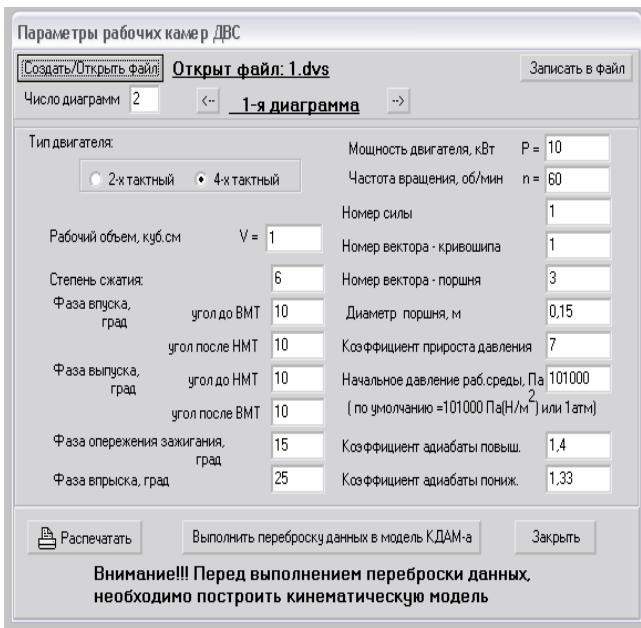 Параметры рабочих камер ДВС
Создать/Открыть файл Открыт файл: 1.dvs Записать в файл
Число диаграмм 2 <-- 1-я диаграмма -->
Тип двигателя:
2-х тактный 4-х тактный
Рабочий объем, куб.см V = 1
Степень сжатия: 6
Фаза впуска, град угол до ВМТ 10
угол после НМТ 10
Фаза выпуска, град угол до НМТ 10
угол после ВМТ 10
Фаза опережения зажигания, град 15
Фаза впрыска, град 25
Мощность двигателя, кВт P = 10
Частота вращения, об/мин n = 60
Номер силы 1
Номер вектора - кривошипа 1
Номер вектора - поршня 3
Диаметр поршня, м 0,15
Коэффициент прироста давления 7
Начальное давление раб.среды, Па 101000
( по умолчанию =101000 Па(Н/м2) или 1атм)
Коэффициент адиабаты повыш. 1,4
Коэффициент адиабаты пониж. 1,33
Распечатать Выполнить переброску данных в модель КДАМ-а Закрыть
Внимание!!! Перед выполнением переброски данных,
необходимо построить кинематическую модель